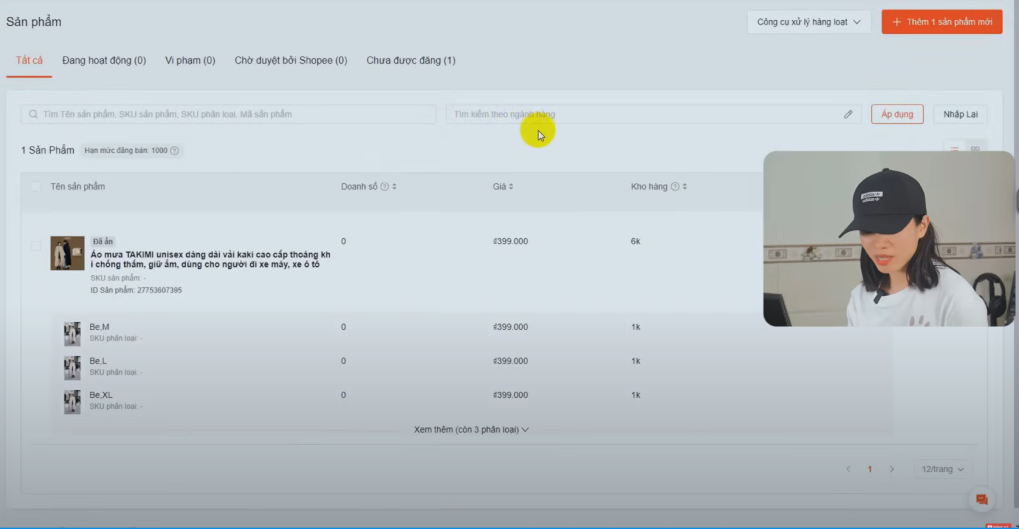 Sản phẩm
Công cụ xử lý hàng loạt
+ Thêm 1 sản phẩm mới
Tất cả
Đang hoạt động (0)
Vi phạm (0)
Chờ duyệt bởi Shopee (0)
Chưa được đăng (1)
Tìm Tên sản phẩm, SKU sản phẩm, SKU phân loại, Mã sản phẩm
Tìm kiếm theo ngành hàng
Áp dụng
Nhập Lại
1 Sản Phẩm
Hạn mức đăng bán: 1000
Tên sản phẩm
Doanh số
Giá
Kho hàng
Đã ẩn
Áo mưa TAKIMI unisex dáng dài vải kaki cao cấp thoáng kh
i chống thấm, giữ ấm, dùng cho người đi xe máy, xe ô tô
SKU sản phẩm: -
ID Sản phẩm: 27753607395
0
₫399.000
6k
Be,M
SKU phân loại: -
0
₫399.000
1k
Be,L
SKU phân loại: -
0
₫399.000
1k
Be,XL
SKU phân loại: -
0
₫399.000
1k
Xem thêm (còn 3 phân loại)
1
12/trang